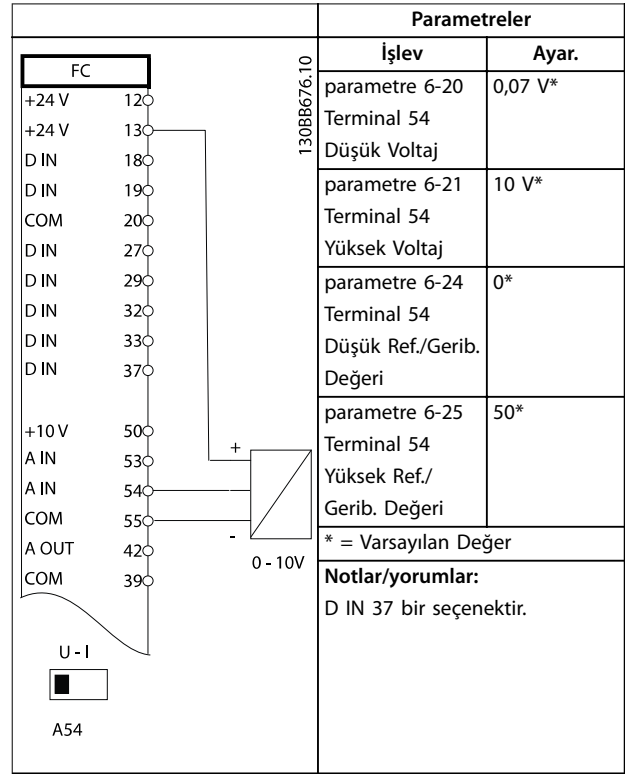 Parametreler
İşlev Ayar.
FC
130BB676.10
+24 V 12
+24 V 13
D IN 18
D IN 19
COM 20
D IN 27
D IN 29
D IN 32
D IN 33
D IN 37
+10 V 50
A IN 53
A IN 54
COM 55
A OUT 42
COM 39
+
-
0 - 10V
U - I
A54
parametre 6-20 0,07 V*
Terminal 54
Düşük Voltaj
parametre 6-21 10 V*
Terminal 54
Yüksek Voltaj
parametre 6-24 0*
Terminal 54
Düşük Ref./Gerib.
Değeri
parametre 6-25 50*
Terminal 54
Yüksek Ref./
Gerib. Değeri
* = Varsayılan Değer
Notlar/yorumlar:
D IN 37 bir seçenektir.